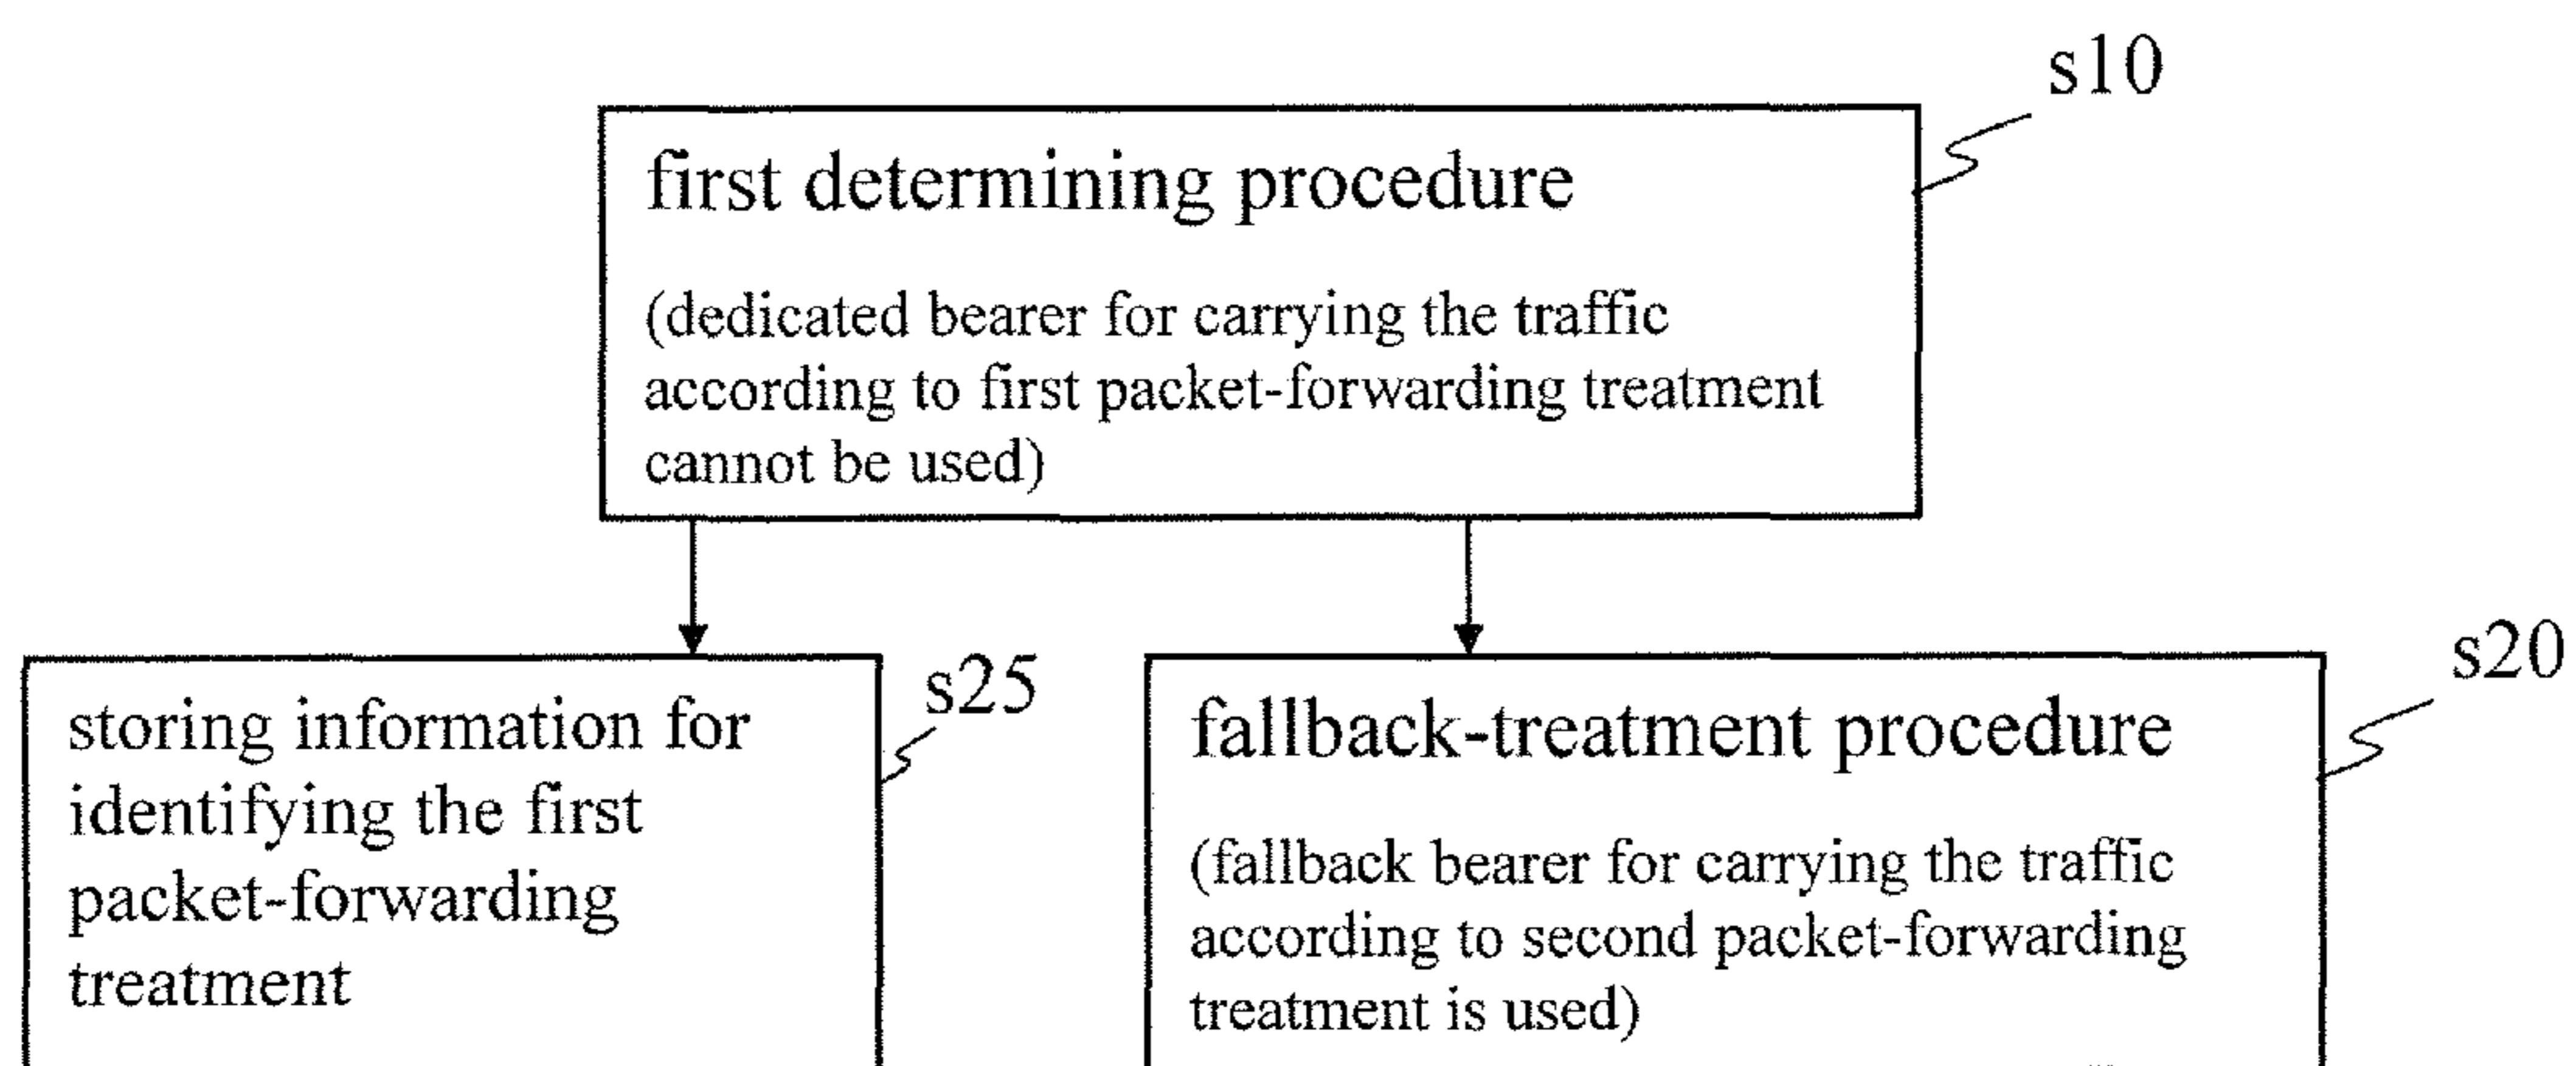 s10
first determining procedure
(dedicated bearer for carrying the traffic
according to first packet-forwarding treatment
cannot be used)
s25
storing information for
identifying the first
packet-forwarding
treatment
s20
fallback-treatment procedure
(fallback bearer for carrying the traffic
according to second packet-forwarding
treatment is used)